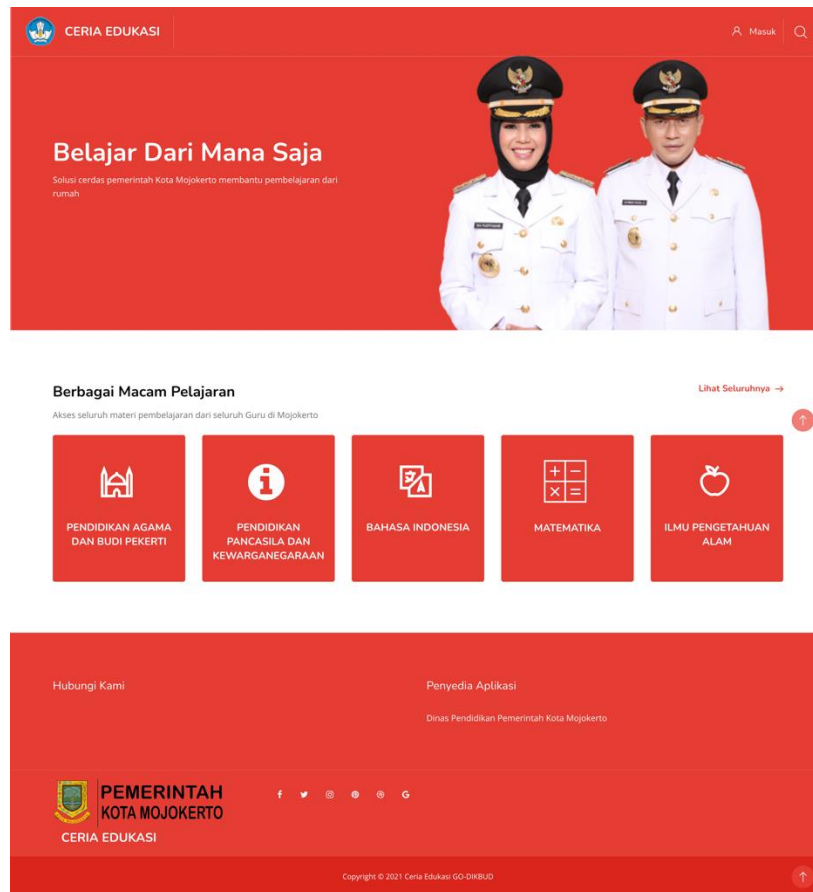 CERIA EDUKASI
Masuk
Belajar Dari Mana Saja
Solusi cerdas pemerintah Kota Mojokerto membantu pembelajaran dari
rumah
Berbagai Macam Pelajaran
Lihat Seluruhnya →
Akses seluruh materi pembelajaran dari seluruh Guru di Mojokerto
PENDIDIKAN AGAMA
DAN BUDI PEKERTI
PENDIDIKAN
PANCASILA DAN
KEWARGANEGARAAN
BAHASA INDONESIA
MATEMATIKA
ILMU PENGETAHUAN
ALAM
Hubungi Kami
Penyedia Aplikasi
Dinas Pendidikan Pemerintah Kota Mojokerto
PEMERINTAH
KOTA MOJOKERTO
CERIA EDUKASI
Copyright © 2021 Ceria Edukasi GO-DIKBUD